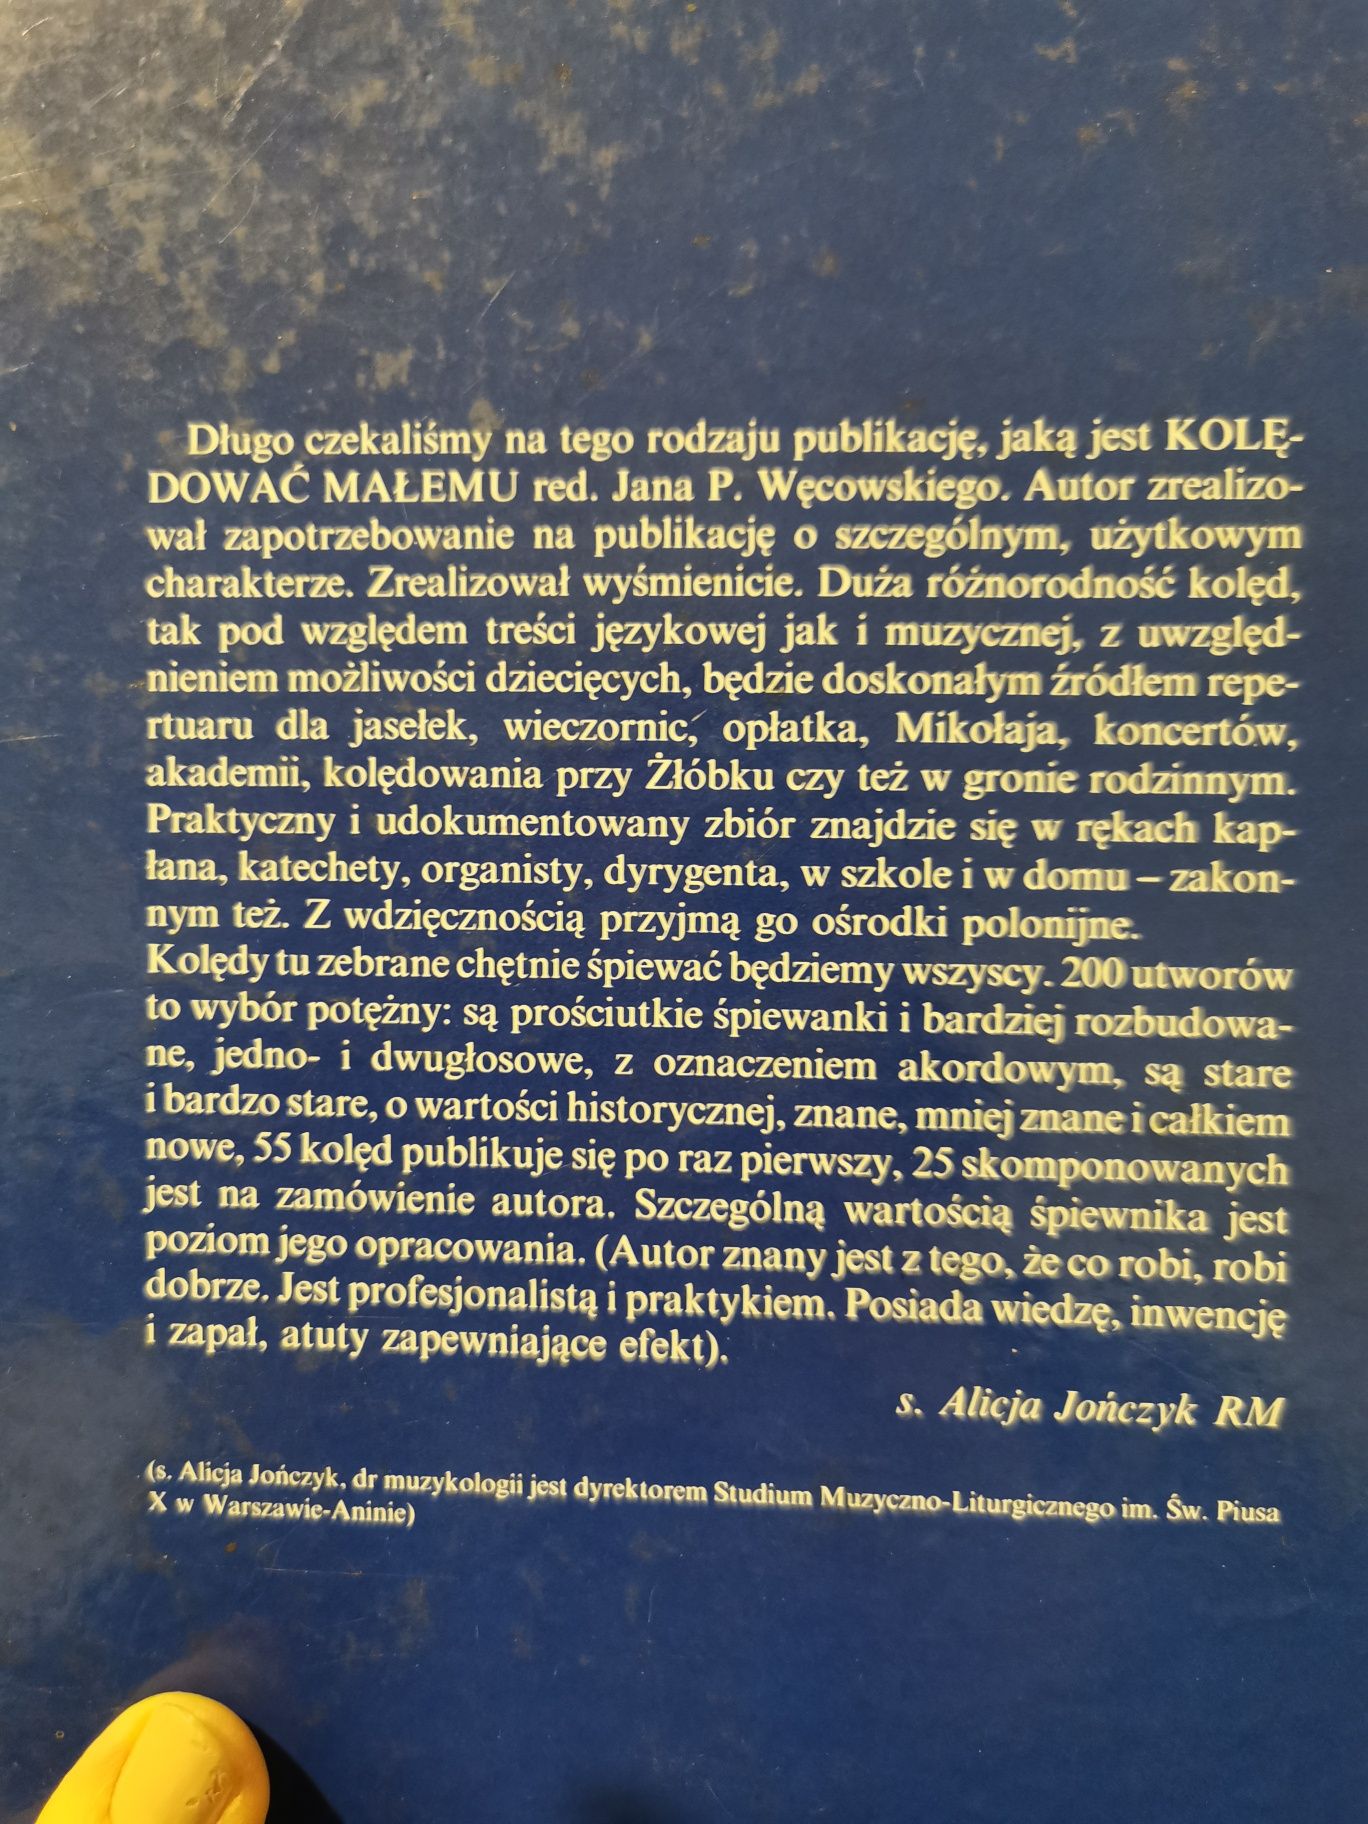 Długo czekaliśmy na tego rodzaju publikację, jaką jest KOLĘ-
DOWAĆ MAŁEMU red. Jana P. Węcowskiego. Autor zrealizo-
wał zapotrzebowanie na publikację o szczególnym, użytkowym
charakterze. Zrealizował wyśmienicie. Duża różnorodność kolęd,
tak pod względem treści językowej jak i muzycznej, z uwzględ-
nieniem możliwości dziecięcych, będzie doskonałym źródłem repe-
rtuaru dla jasełek, wieczornic, opłatka, Mikołaja, koncertów,
akademii, kolędowania przy Żłóbku czy też w gronie rodzinnym.
Praktyczny i udokumentowany zbiór znajdzie się w rękach kap-
łana, katechety, organisty, dyrygenta, w szkole i w domu – zakon-
nym też. Z wdzięcznością przyjmą go ośrodki polonijne.
Kolędy tu zebrane chętnie śpiewać będziemy wszyscy. 200 utworów
to wybór potężny: są prościutkie śpiewanki i bardziej rozbudowa-
ne, jedno- i dwugłosowe, z oznaczeniem akordowym, są stare
i bardzo stare, o wartości historycznej, znane, mniej znane i całkiem
nowe, 55 kolęd publikuje się po raz pierwszy, 25 skomponowanych
jest na zamówienie autora. Szczególną wartością śpiewnika jest
poziom jego opracowania. (Autor znany jest z tego, że co robi, robi
dobrze. Jest profesjonalistą i praktykiem. Posiada wiedzę, inwencję
i zapał, atuty zapewniające efekt).
s. Alicja Jończyk RM
(s. Alicja Jończyk, dr muzykologii jest dyrektorem Studium Muzyczno-Liturgicznego im. Św. Piusa
X w Warszawie-Aninie)